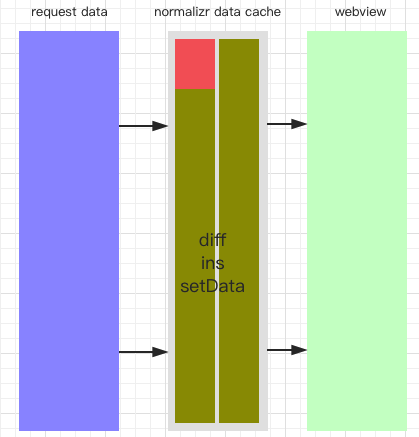 request data
normalizr data cache
webview
diff
ins
setData